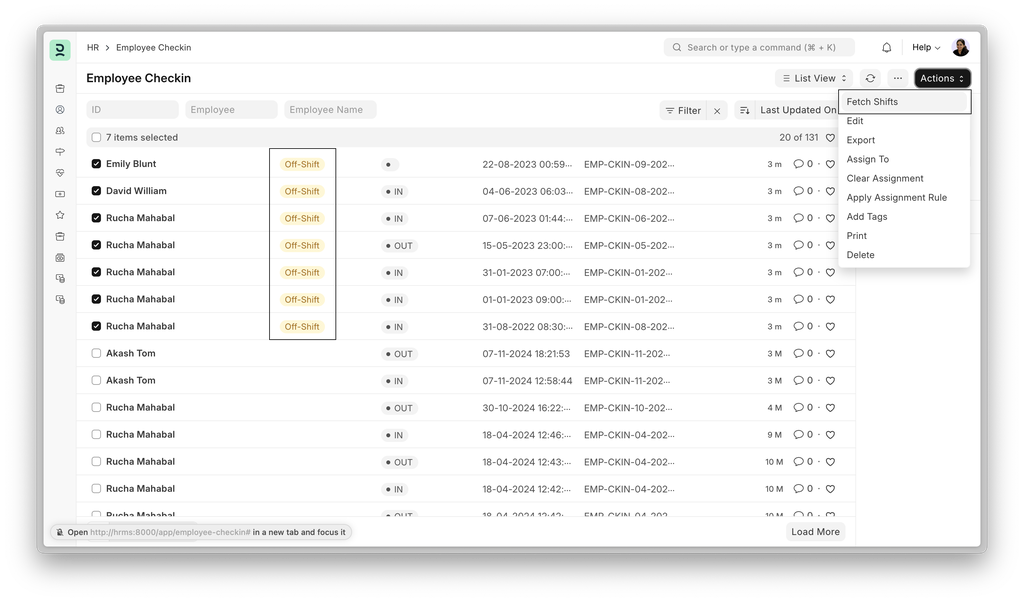 HR > Employee Checkin
Search or type a command (⌘ + K)
Help
Employee Checkin
List View
Actions
ID
Employee
Employee Name
Filter
Last Updated On
Fetch Shifts
Edit
Export
Assign To
Clear Assignment
Apply Assignment Rule
Add Tags
Print
Delete
7 items selected
20 of 131
Emily Blunt Off-Shift 22-08-2023 00:59... EMP-CKIN-09-202... 3 m 0 ·
David William Off-Shift IN 04-06-2023 06:03... EMP-CKIN-08-202... 3 m 0 ·
Rucha Mahabal Off-Shift IN 07-06-2023 01:44:... EMP-CKIN-06-202... 3 m 0 ·
Rucha Mahabal Off-Shift OUT 15-05-2023 23:00:... EMP-CKIN-05-202... 3 m 0 ·
Rucha Mahabal Off-Shift IN 31-01-2023 07:00:... EMP-CKIN-01-202... 3 m 0 ·
Rucha Mahabal Off-Shift IN 01-01-2023 09:00:... EMP-CKIN-01-202... 3 m 0 ·
Rucha Mahabal Off-Shift IN 31-08-2022 08:30:... EMP-CKIN-08-202... 3 m 0 ·
Akash Tom OUT 07-11-2024 18:21:53 EMP-CKIN-11-202... 3 M 0 ·
Akash Tom IN 07-11-2024 12:58:44 EMP-CKIN-11-202... 3 M 0 ·
Rucha Mahabal OUT 30-10-2024 16:22:... EMP-CKIN-10-202... 4 M 0 ·
Rucha Mahabal IN 18-04-2024 12:46:... EMP-CKIN-04-202... 9 M 0 ·
Rucha Mahabal OUT 18-04-2024 12:43:... EMP-CKIN-04-202... 10 M 0 ·
Rucha Mahabal IN 18-04-2024 12:42:... EMP-CKIN-04-202... 10 M 0 ·
Rucha Mahabal OUT 18-04-2024 12:42:... EMP-CKIN-04-202... 10 M 0 ·
Open http://hrms:8000/app/employee-checkin# in a new tab and focus it
Load More